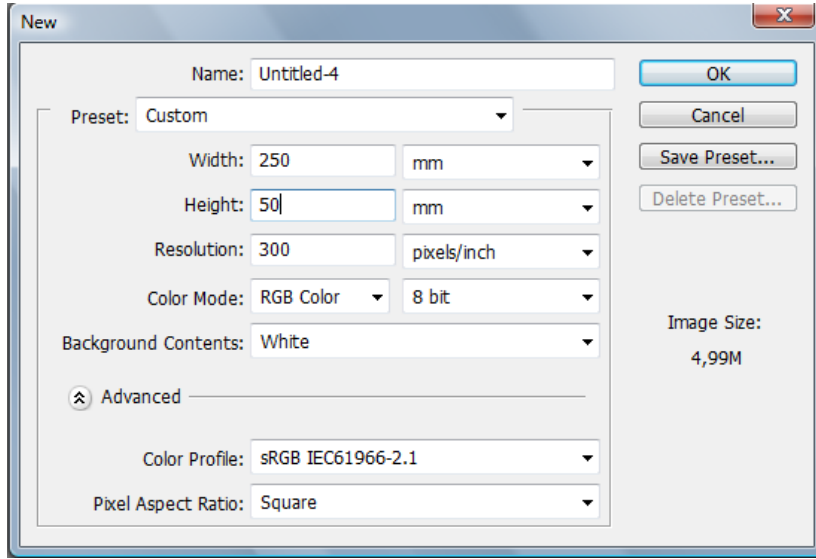 New
Name: Untitled-4
OK
Preset: Custom
Cancel
Width: 250 mm
Save Preset...
Height: 50 mm
Delete Preset...
Resolution: 300 pixels/inch
Color Mode: RGB Color 8 bit
Image Size:
Background Contents: White
4,99M
Advanced
Color Profile: sRGB IEC61966-2.1
Pixel Aspect Ratio: Square